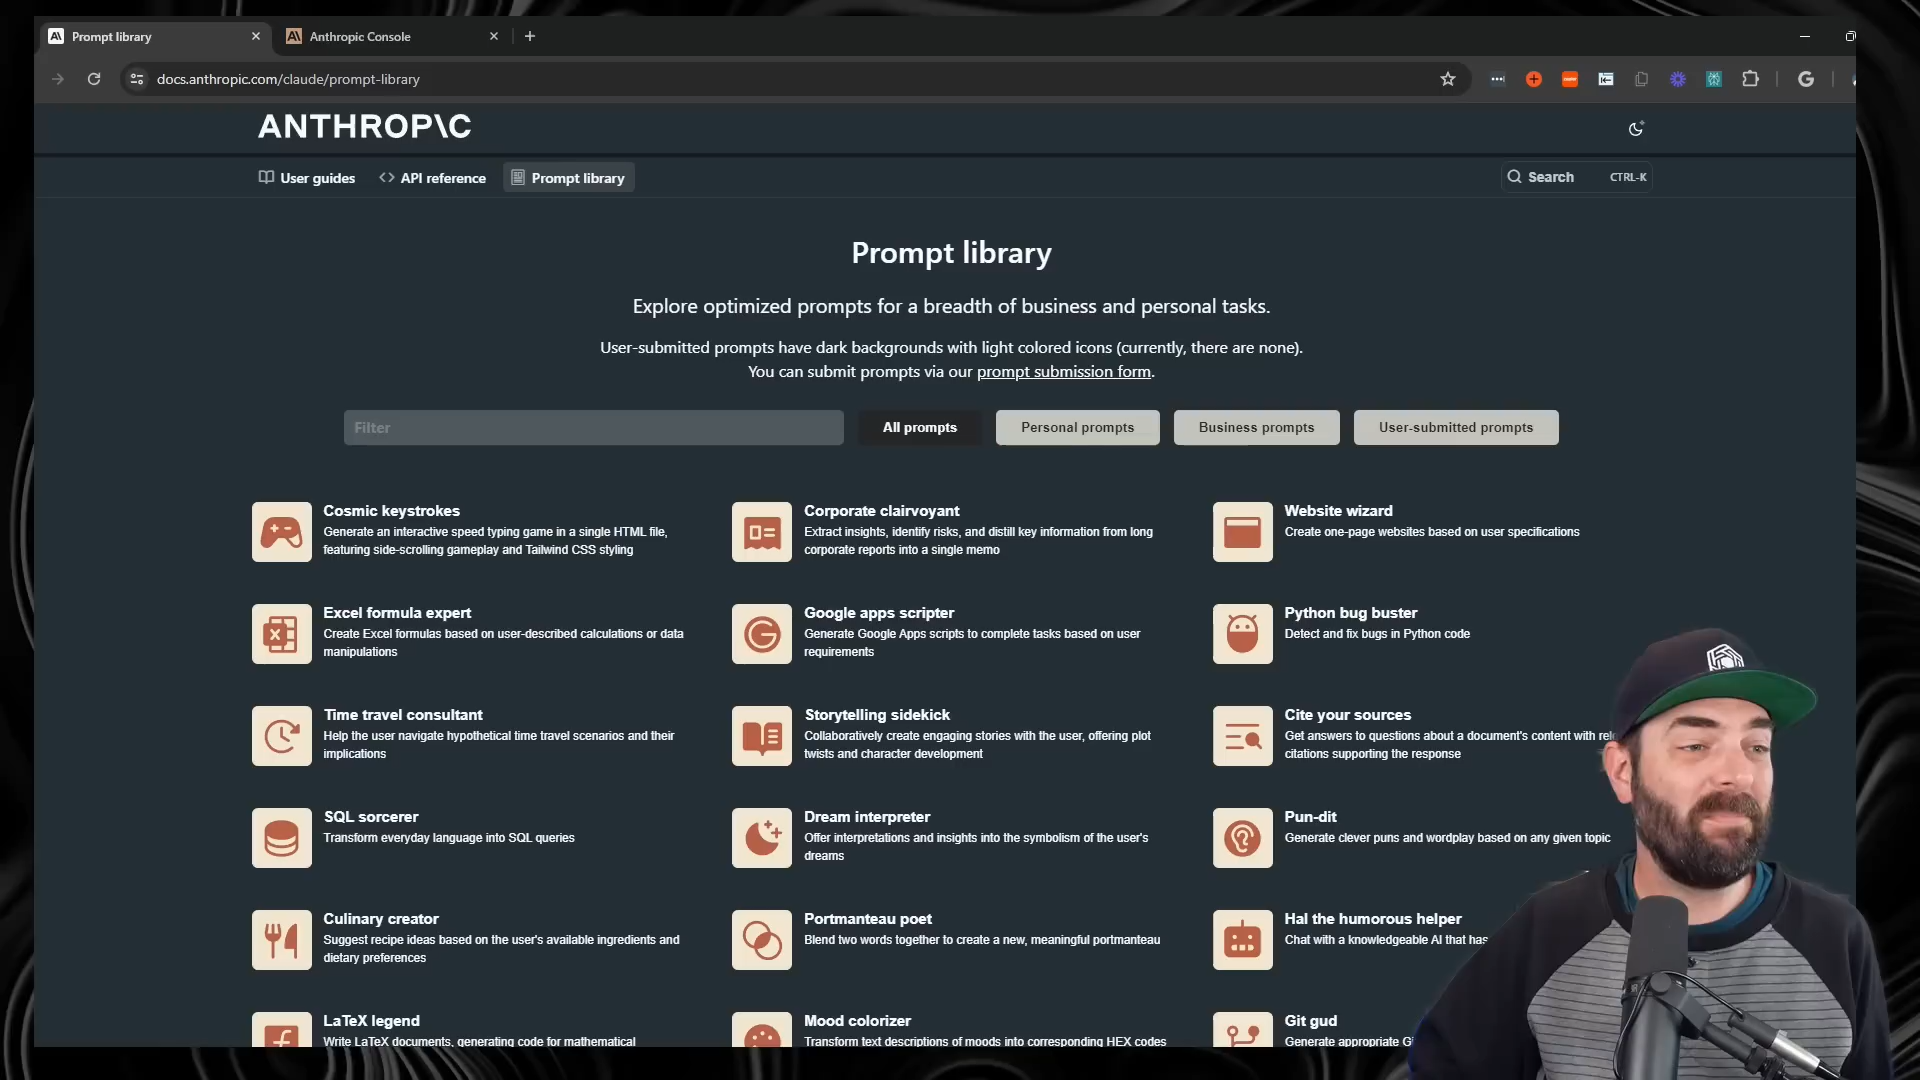 Prompt library
Anthropic Console
docs.anthropic.com/claude/prompt-library
ANTHROP\C
User guides
<> API reference
Prompt library
Search
CTRL-K
Prompt library
Explore optimized prompts for a breadth of business and personal tasks.
User-submitted prompts have dark backgrounds with light colored icons (currently, there are none).
You can submit prompts via our prompt submission form.
Filter
All prompts
Personal prompts
Business prompts
User-submitted prompts
Cosmic keystrokes
Generate an interactive speed typing game in a single HTML file,
featuring side-scrolling gameplay and Tailwind CSS styling
Corporate clairvoyant
Extract insights, identify risks, and distill key information from long
corporate reports into a single memo
Website wizard
Create one-page websites based on user specifications
Excel formula expert
Create Excel formulas based on user-described calculations or data
manipulations
Google apps scripter
Generate Google Apps scripts to complete tasks based on user
requirements
Python bug buster
Detect and fix bugs in Python code
Time travel consultant
Help the user navigate hypothetical time travel scenarios and their
implications
Storytelling sidekick
Collaboratively create engaging stories with the user, offering plot
twists and character development
Cite your sources
Get answers to questions about a document's content with rel
citations supporting the response
SQL sorcerer
Transform everyday language into SQL queries
Dream interpreter
Offer interpretations and insights into the symbolism of the user's
dreams
Pun-dit
Generate clever puns and wordplay based on any given topic
Culinary creator
Suggest recipe ideas based on the user's available ingredients and
dietary preferences
Portmanteau poet
Blend two words together to create a new, meaningful portmanteau
Hal the humorous helper
Chat with a knowledgeable AI that has
LaTeX legend
Write LaTeX documents, generating code for mathematical
Mood colorizer
Transform text descriptions of moods into corresponding HEX codes
Git gud
Generate appropriate G